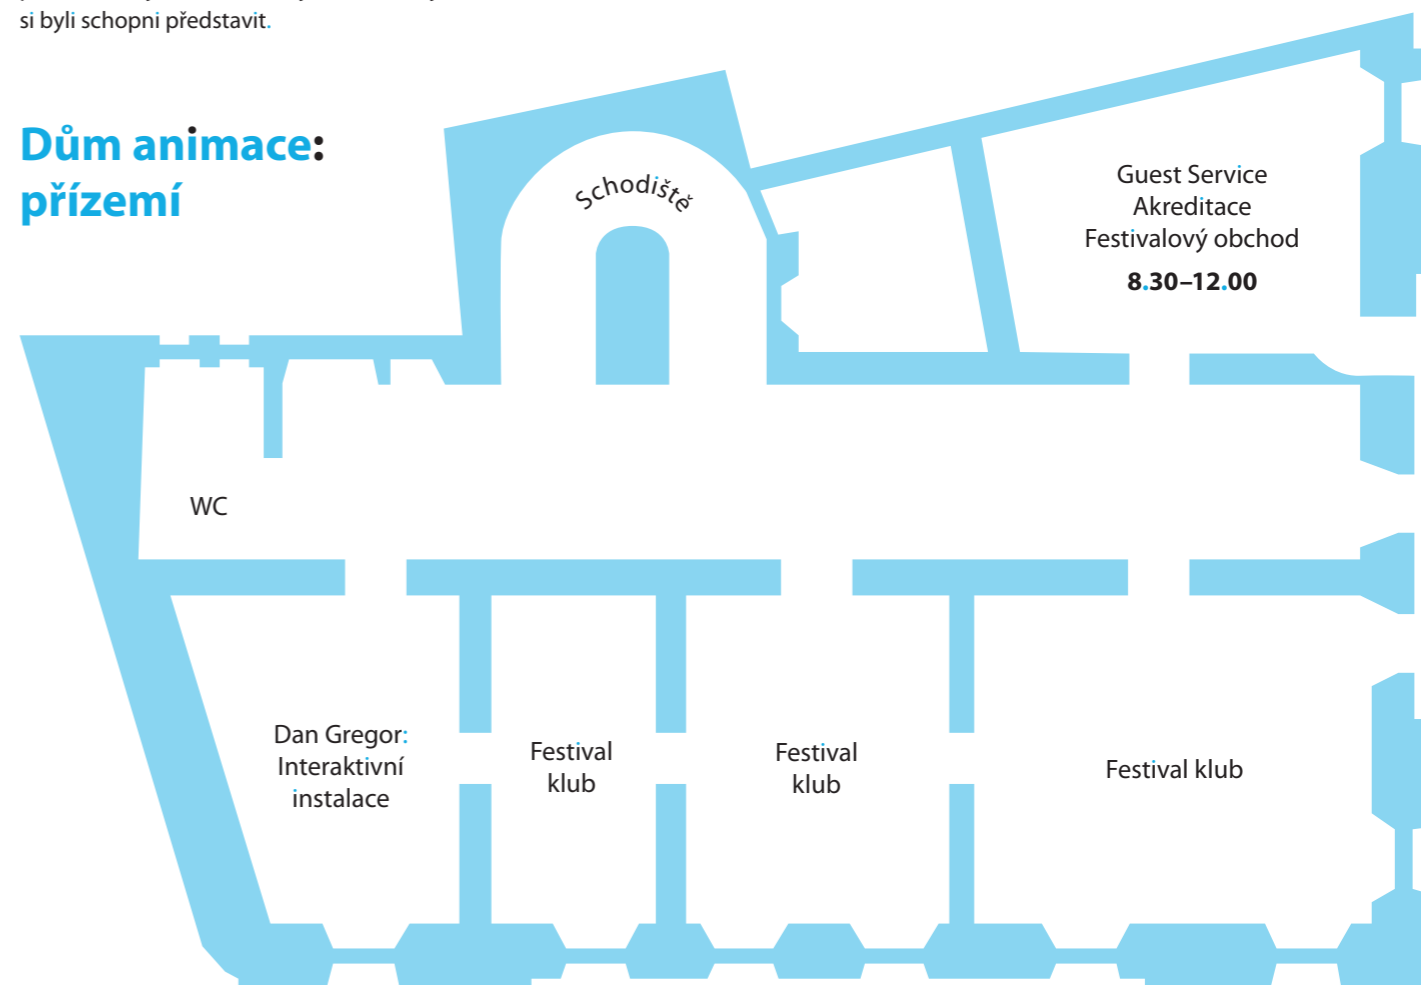 si byli schopni představit.
Dům animace:
přízemí
Schodiště
Guest Service
Akreditace
Festivalový obchod
8.30–12.00
WC
Dan Gregor:
Interaktivní
instalace
Festival
klub
Festival
klub
Festival klub